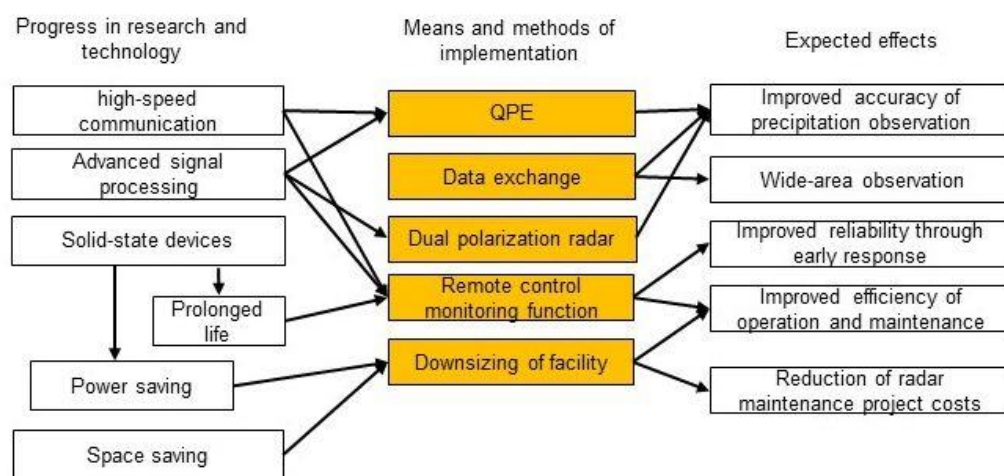 Progress in research and
technology
high-speed
communication
Advanced signal
processing
Solid-state devices
Prolonged
life
Power saving
Space saving
Means and methods of
implementation
QPE
Data exchange
Dual polarization radar
Remote control
monitoring function
Downsizing of facility
Expected effects
Improved accuracy of
precipitation observation
Wide-area observation
Improved reliability through
early response
Improved efficiency of
operation and maintenance
Reduction of radar
maintenance project costs